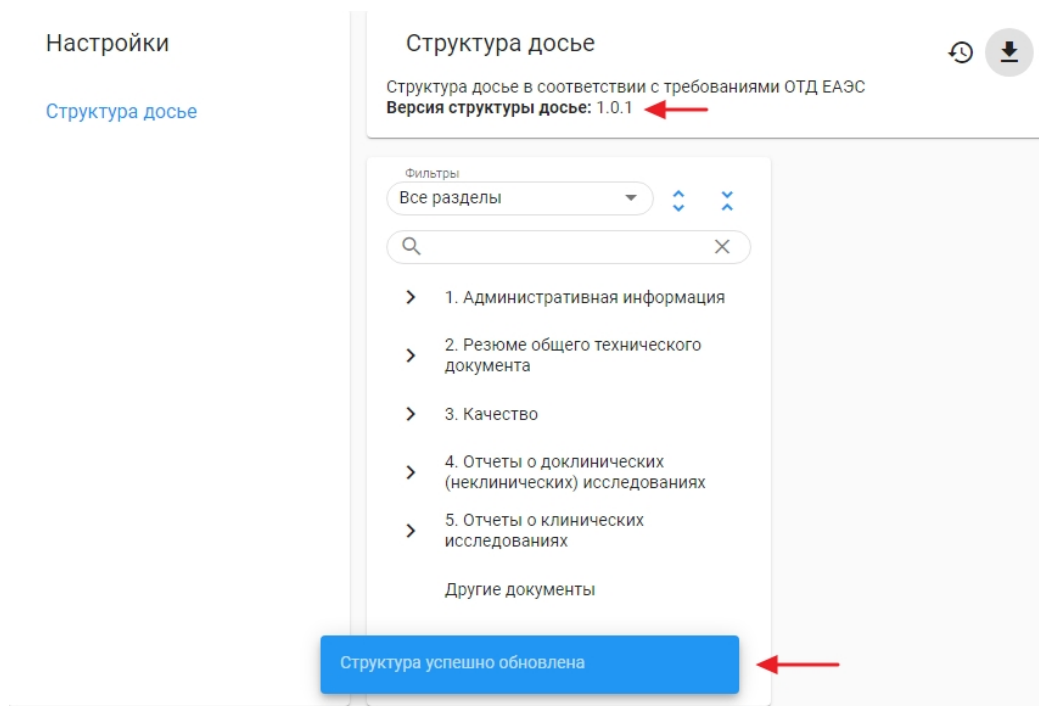 Настройки
Структура досье
Структура досье
Структура досье в соответствии с требованиями ОТД ЕАЭС
Версия структуры досье: 1.0.1
Фильтры
Все разделы
1. Административная информация
2. Резюме общего технического
документа
3. Качество
4. Отчеты о доклинических
(неклинических) исследованиях
5. Отчеты о клинических
исследованиях
Другие документы
Структура успешно обновлена